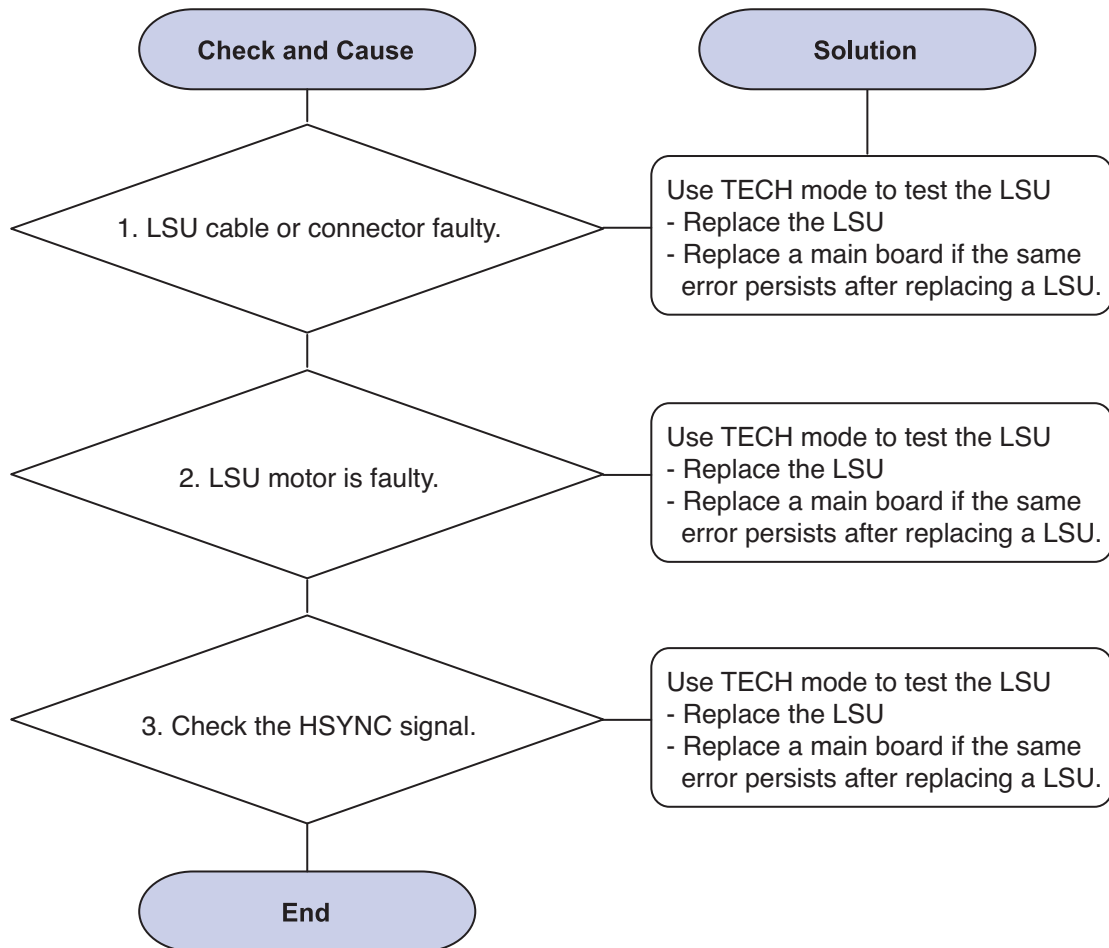 Check and Cause
Solution
1. LSU cable or connector faulty.
Use TECH mode to test the LSU
- Replace the LSU
- Replace a main board if the same
error persists after replacing a LSU.
2. LSU motor is faulty.
Use TECH mode to test the LSU
- Replace the LSU
- Replace a main board if the same
error persists after replacing a LSU.
3. Check the HSYNC signal.
Use TECH mode to test the LSU
- Replace the LSU
- Replace a main board if the same
error persists after replacing a LSU.
End